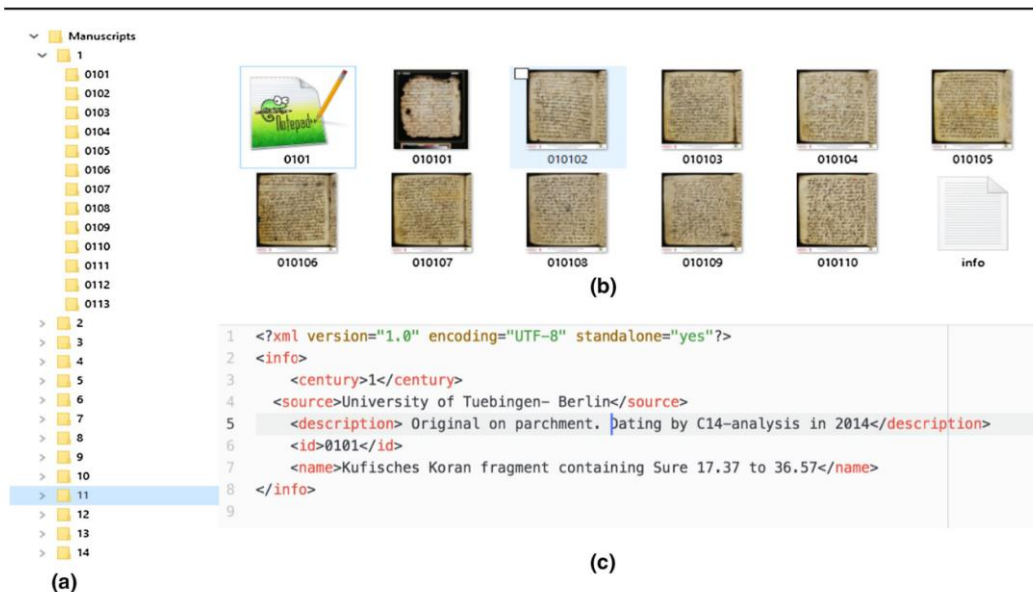 Manuscripts
1
0101
0102
0103
0104
0105
0106
0107
0108
0109
0110
0111
0112
0113
2
3
4
5
6
7
8
9
10
11
12
13
14
(a)
Notepad++
0101 010101 010102 010103 010104 010105
010106 010107 010108 010109 010110 info
(b)
1 <?xml version="1.0" encoding="UTF-8" standalone="yes"?>
2 <info>
3 <century>1</century>
4 <source>University of Tuebingen- Berlin</source>
5 <description> Original on parchment. Dating by C14-analysis in 2014</description>
6 <id>0101</id>
7 <name>Kufisches Koran fragment containing Sure 17.37 to 36.57</name>
8 </info>
9
(c)